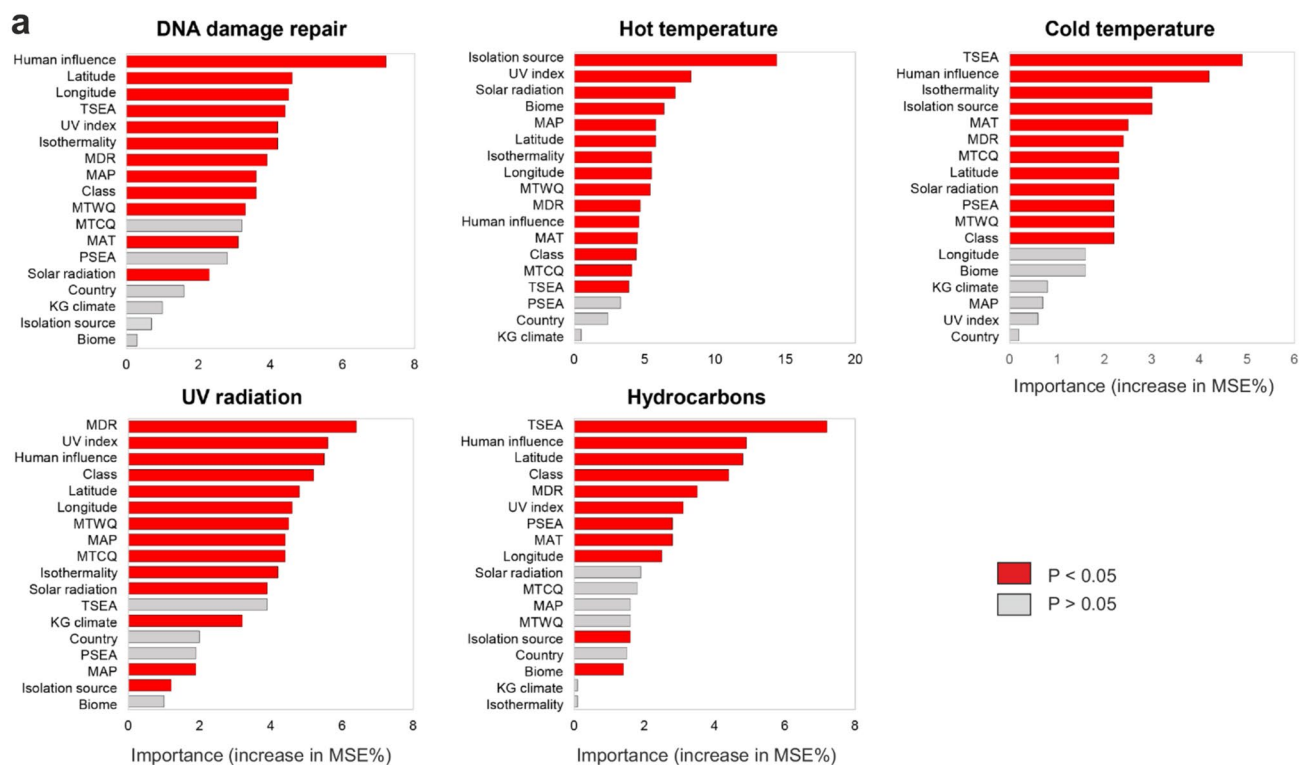 a
DNA damage repair
Human influence
Latitude
Longitude
TSEA
UV index
Isothermality
MDR
MAP
Class
MTWQ
MTCQ
MAT
PSEA
Solar radiation
Country
KG climate
Isolation source
Biome
0 2 4 6 8
Hot temperature
Isolation source
UV index
Solar radiation
Biome
MAP
Latitude
Isothermality
Longitude
MTWQ
MDR
Human influence
MAT
Class
MTCQ
TSEA
PSEA
Country
KG climate
0 5 10 15 20
Cold temperature
TSEA
Human influence
Isothermality
Isolation source
MAT
MDR
MTCQ
Latitude
Solar radiation
PSEA
MTWQ
Class
Longitude
Biome
KG climate
MAP
UV index
Country
0 1 2 3 4 5 6
Importance (increase in MSE%)
UV radiation
MDR
UV index
Human influence
Class
Latitude
Longitude
MTWQ
MAP
MTCQ
Isothermality
Solar radiation
TSEA
KG climate
Country
PSEA
MAP
Isolation source
Biome
0 2 4 6 8
Importance (increase in MSE%)
Hydrocarbons
TSEA
Human influence
Latitude
Class
MDR
UV index
PSEA
MAT
Longitude
Solar radiation
MTCQ
MAP
MTWQ
Isolation source
Country
Biome
KG climate
Isothermality
0 2 4 6 8
Importance (increase in MSE%)
P < 0.05
P > 0.05